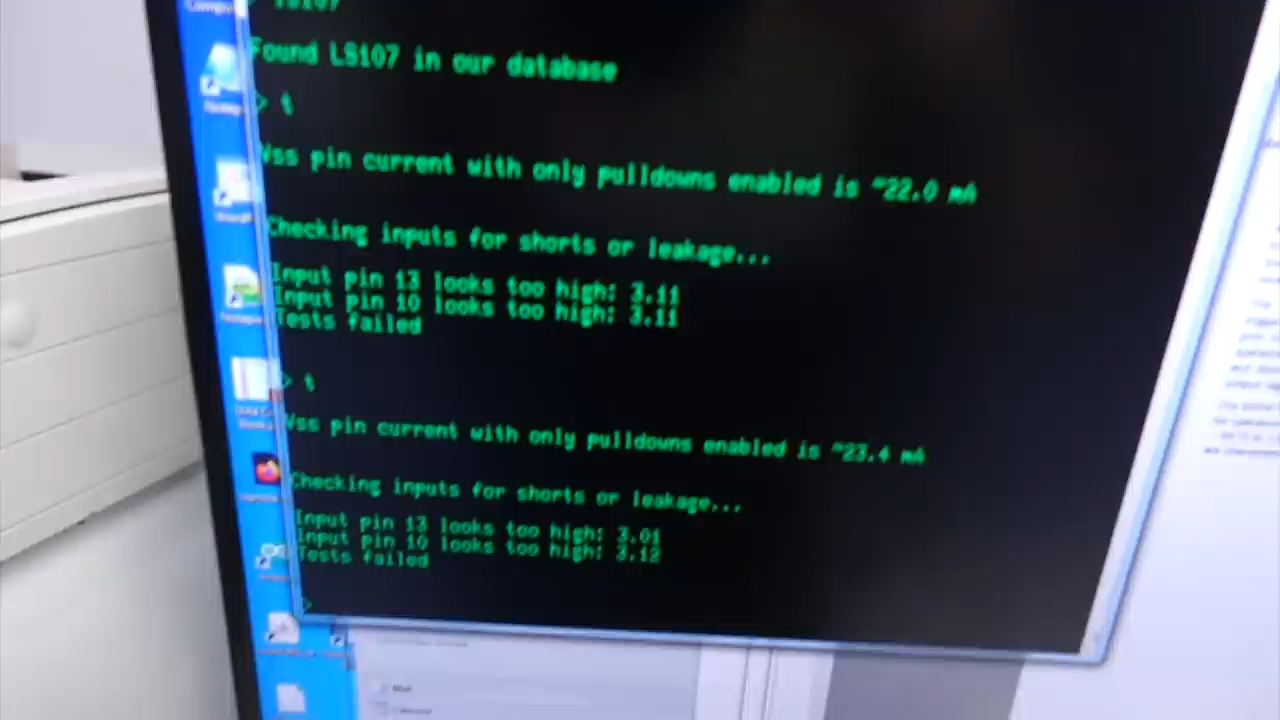 Found LS107 in our database
> t
Vss pin current with only pulldowns enabled is ~22.0 mA
Checking inputs for shorts or leakage...
Input pin 13 looks too high: 3.11
Input pin 10 looks too high: 3.11
Tests failed
> t
Vss pin current with only pulldowns enabled is ~23.4 mA
Checking inputs for shorts or leakage...
Input pin 13 looks too high: 3.01
Input pin 10 looks too high: 3.12
Tests failed
>